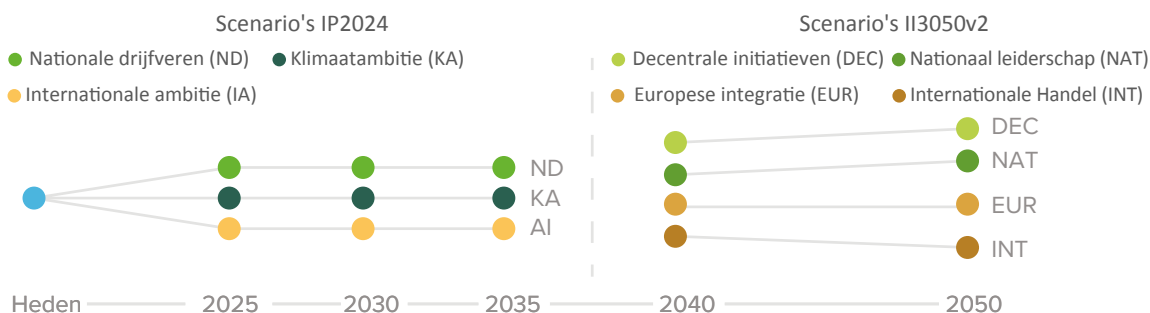 Scenario's IP2024
Nationale drijfveren (ND) Klimaatambitie (KA)
Internationale ambitie (IA)
ND
KA
AI
Scenario's II3050v2
Decentrale initiatieven (DEC) Nationaal leiderschap (NAT)
Europese integratie (EUR) Internationale Handel (INT)
DEC
NAT
EUR
INT
Heden 2025 2030 2035 2040 2050